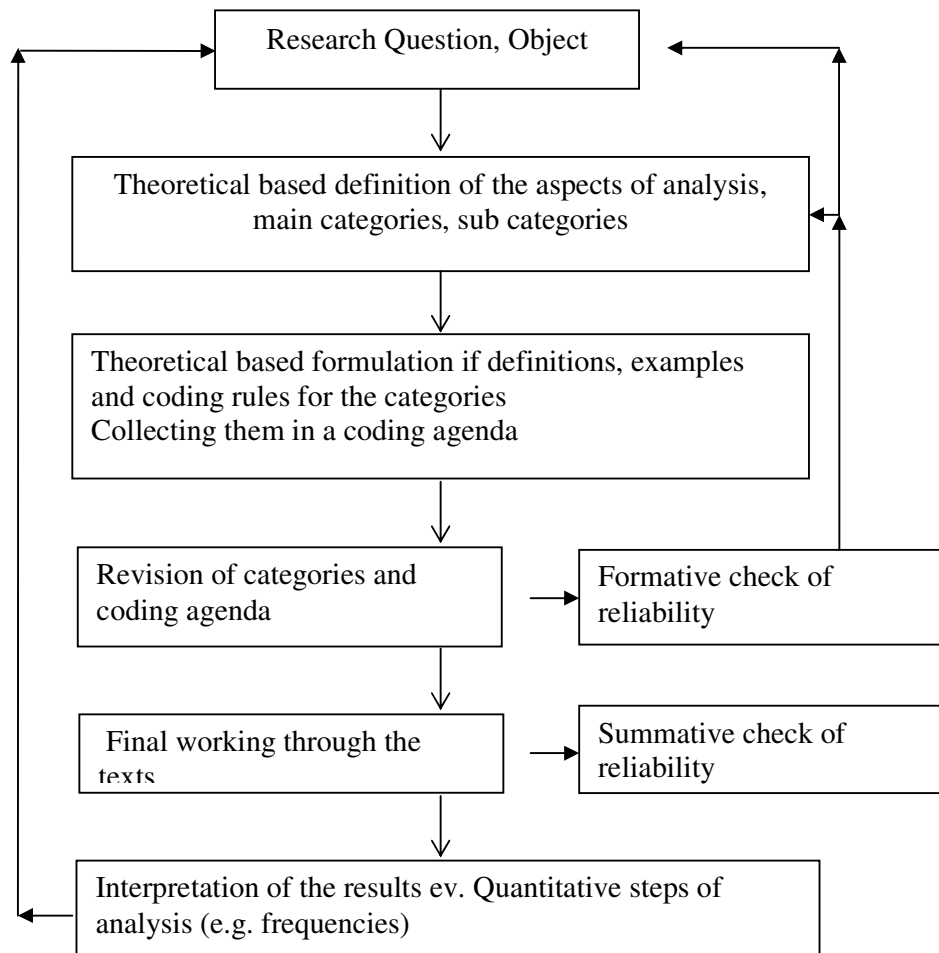 Research Question, Object
Theoretical based definition of the aspects of analysis,
main categories, sub categories
Theoretical based formulation if definitions, examples
and coding rules for the categories
Collecting them in a coding agenda
Revision of categories and
coding agenda
Formative check of
reliability
Final working through the
texts
Summative check of
reliability
Interpretation of the results ev. Quantitative steps of
analysis (e.g. frequencies)